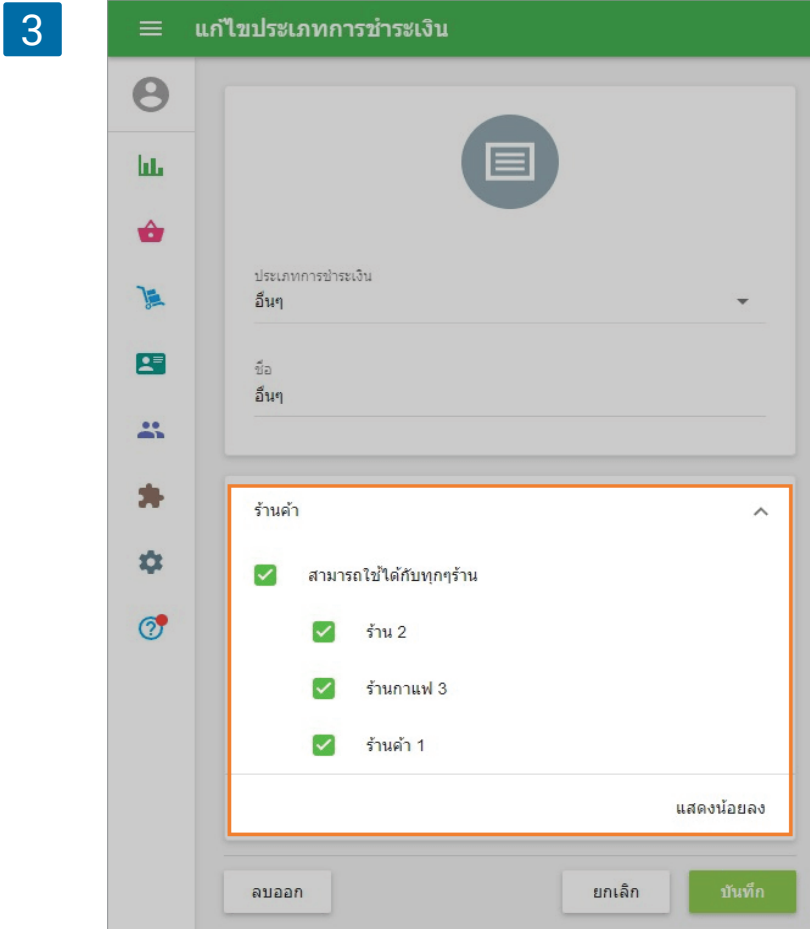 3
แก้ไขประเภทการชำระเงิน
ประเภทการชำระเงิน
อื่นๆ
ชื่อ
อื่นๆ
ร้านค้า
สามารถใช้ได้กับทุกๆร้าน
ร้าน 2
ร้านกาแฟ 3
ร้านค้า 1
แสดงน้อยลง
ลบออก ยกเลิก บันทึก